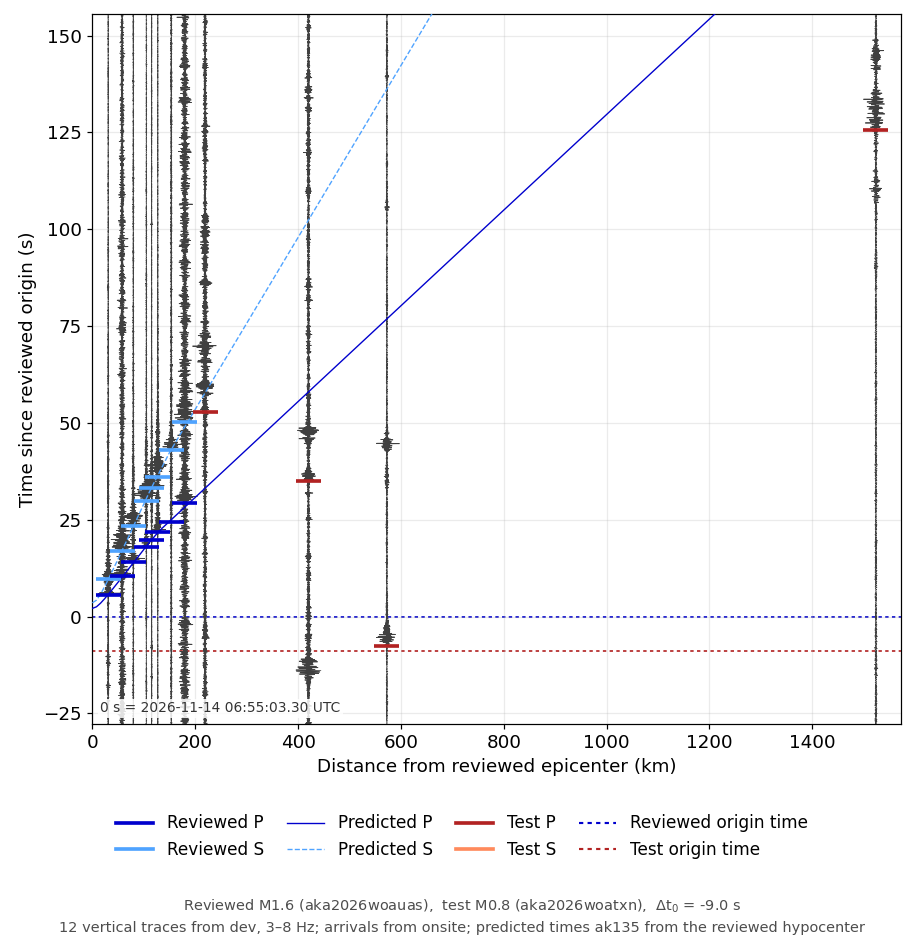 150
125
100
75
50
25
0
−25
Time since reviewed origin (s)
0 s = 2026-11-14 06:55:03.30 UTC
0 200 400 600 800 1000 1200 1400
Distance from reviewed epicenter (km)
Reviewed P Predicted P Test P Reviewed origin time
Reviewed S Predicted S Test S Test origin time
Reviewed M1.6 (aka2026woauas), test M0.8 (aka2026woatxn), Δt₀ = -9.0 s
12 vertical traces from dev, 3–8 Hz; arrivals from onsite; predicted times ak135 from the reviewed hypocenter